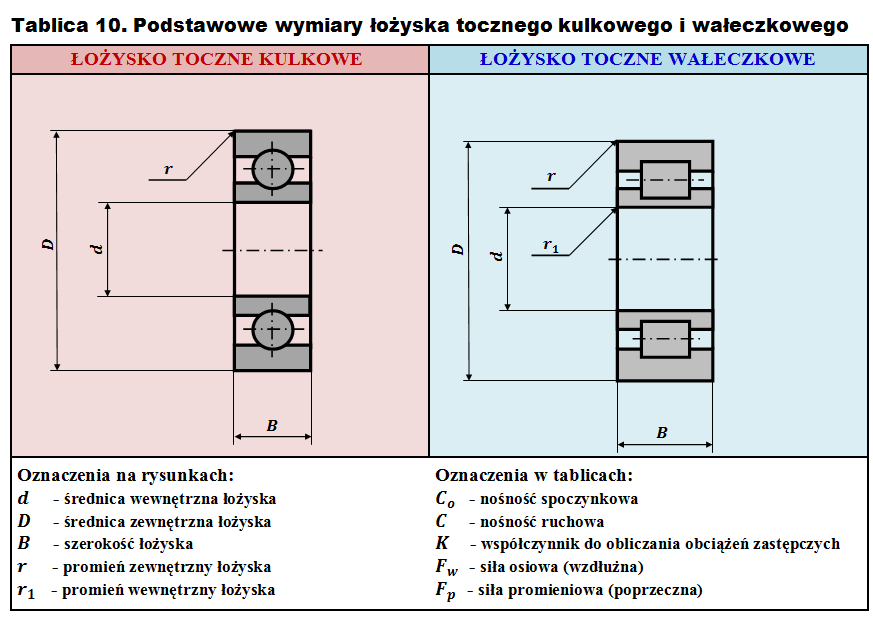 Tablica 10. Podstawowe wymiary łożyska tocznego kulkowego i wałeczkowego
ŁOŻYSKO TOCZNE KULKOWE
ŁOŻYSKO TOCZNE WAŁECZKOWE
r
D
d
B
r
r₁
D
d
B
Oznaczenia na rysunkach:
d - średnica wewnętrzna łożyska
D - średnica zewnętrzna łożyska
B - szerokość łożyska
r - promień zewnętrzny łożyska
r₁ - promień wewnętrzny łożyska
Oznaczenia w tablicach:
Cₒ - nośność spoczynkowa
C - nośność ruchowa
K - współczynnik do obliczania obciążeń zastępczych
F_w - siła osiowa (wzdłużna)
F_p - siła promieniowa (poprzeczna)